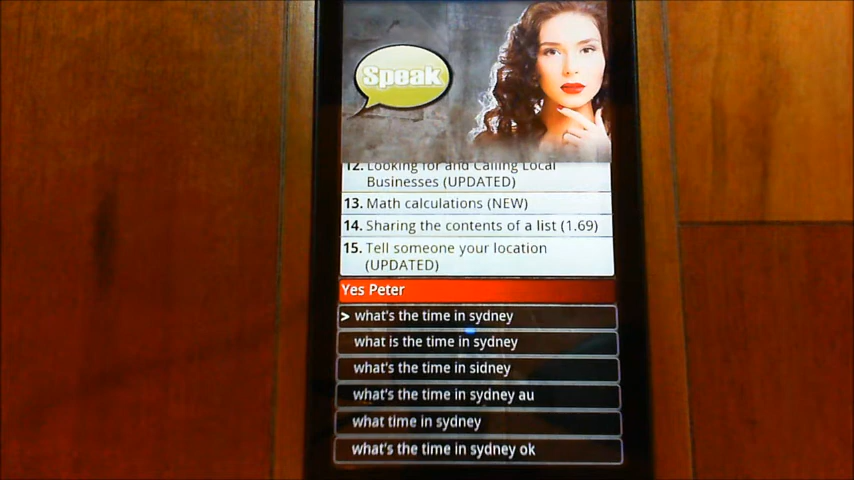 Speak
12. Looking for and Calling Local
Businesses (UPDATED)
13. Math calculations (NEW)
14. Sharing the contents of a list (1.69)
15. Tell someone your location
(UPDATED)
Yes Peter
> what's the time in sydney
what is the time in sydney
what's the time in sidney
what's the time in sydney au
what time in sydney
what's the time in sydney ok